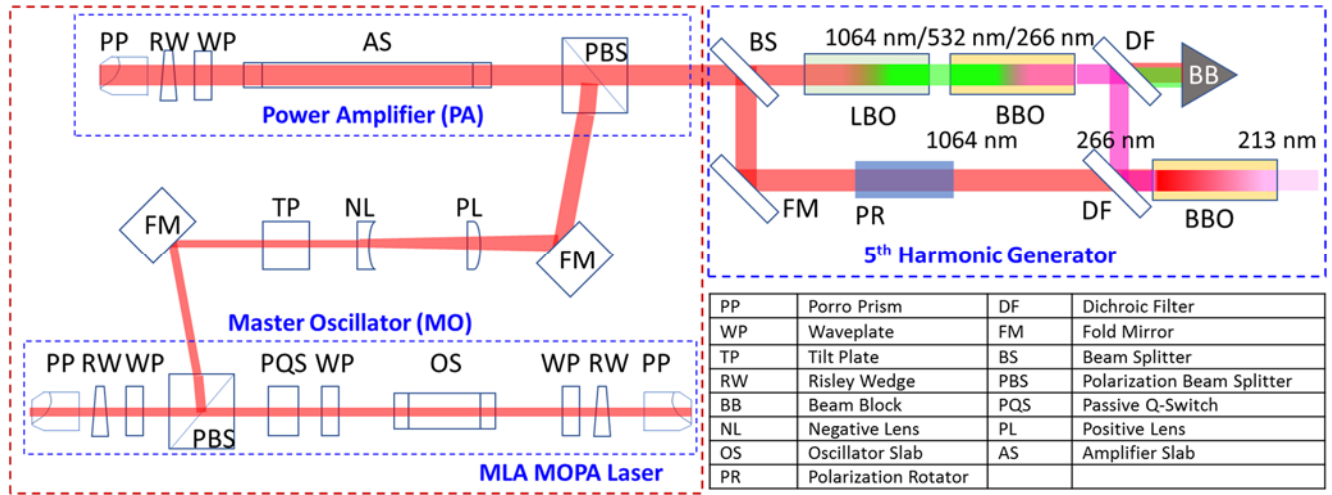 PP RW WP AS PBS
Power Amplifier (PA)
FM TP NL PL FM
Master Oscillator (MO)
PP RW WP PQS WP OS WP RW PP
PBS
MLA MOPA Laser
BS 1064 nm/532 nm/266 nm DF
BB
LBO BBO
1064 nm 266 nm 213 nm
FM PR DF BBO
5th Harmonic Generator
PP Porro Prism DF Dichroic Filter
WP Waveplate FM Fold Mirror
TP Tilt Plate BS Beam Splitter
RW Risley Wedge PBS Polarization Beam Splitter
BB Beam Block PQS Passive Q-Switch
NL Negative Lens PL Positive Lens
OS Oscillator Slab AS Amplifier Slab
PR Polarization Rotator